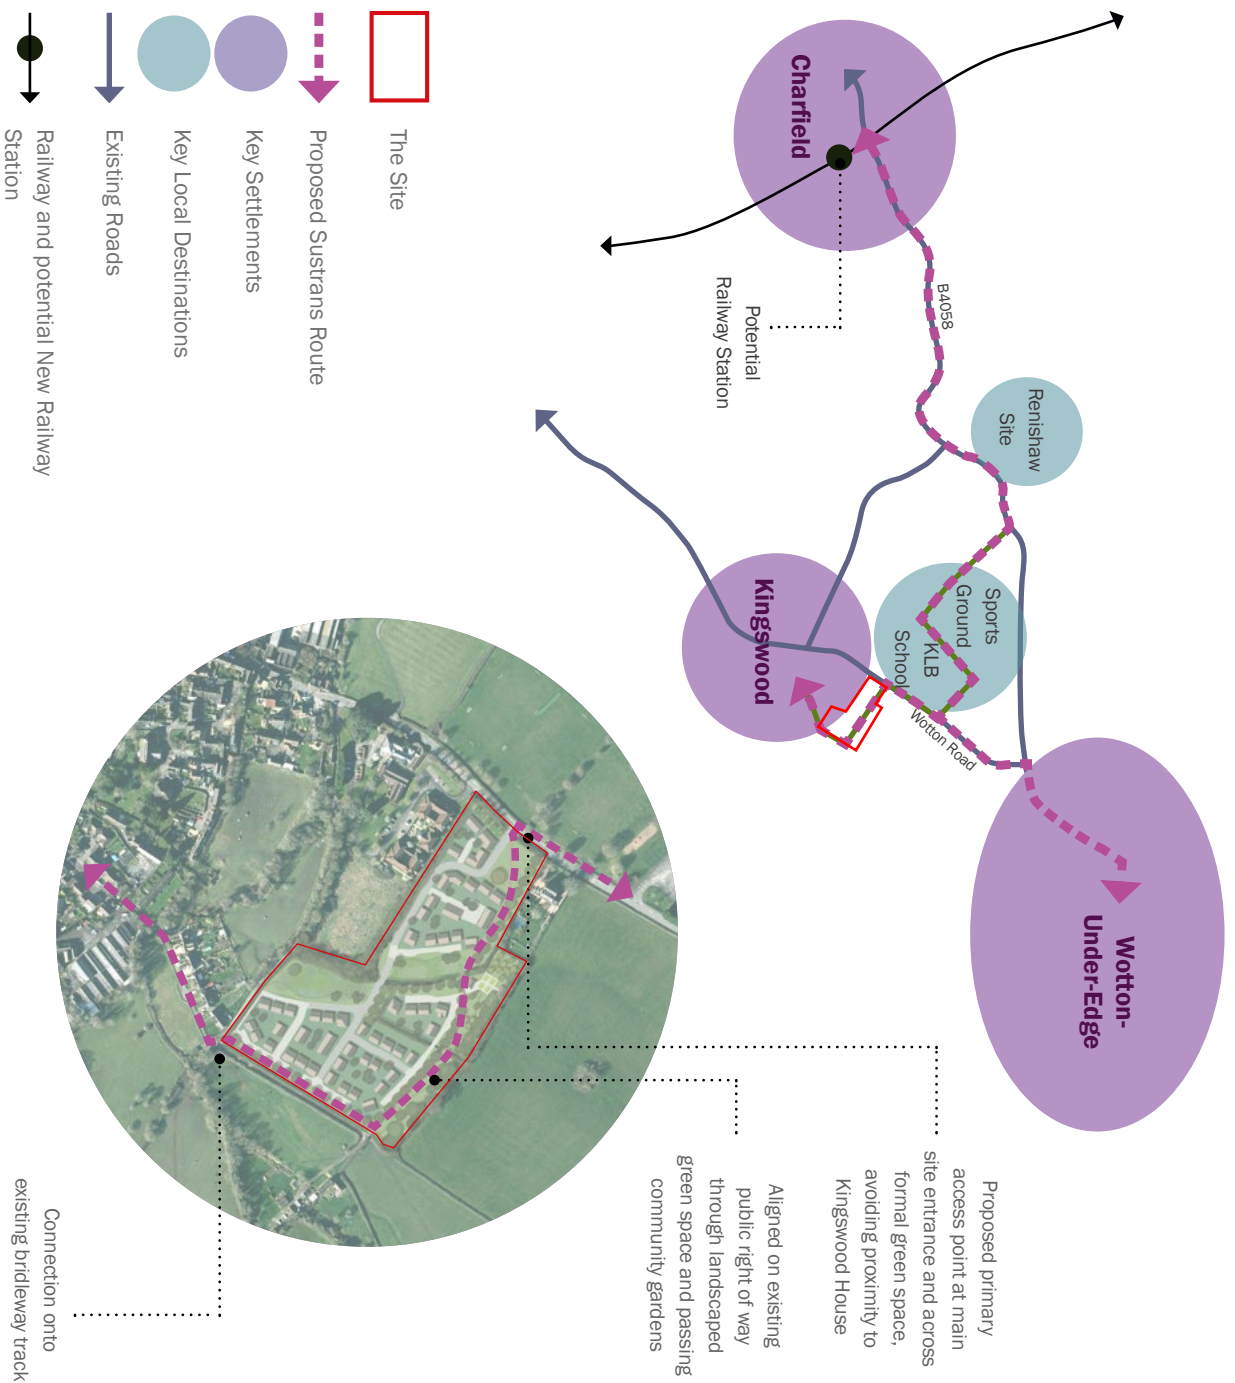 Charfield
Potential
Railway Station
B4058
Renishaw
Site
Sports
Ground
KLB
School
Kingswood
Wotton Road
Wotton-
Under-Edge
The Site
Proposed Sustrans Route
Key Settlements
Key Local Destinations
Existing Roads
Railway and potential New Railway
Station
Proposed primary
access point at main
site entrance and across
formal green space,
avoiding proximity to
Kingswood House
Aligned on existing
public right of way
through landscaped
green space and passing
community gardens
Connection onto
existing bridleway track